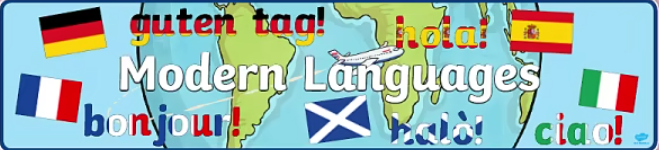 guten tag!
hola!
Modern Languages
bonjour!
halò!
ciao!